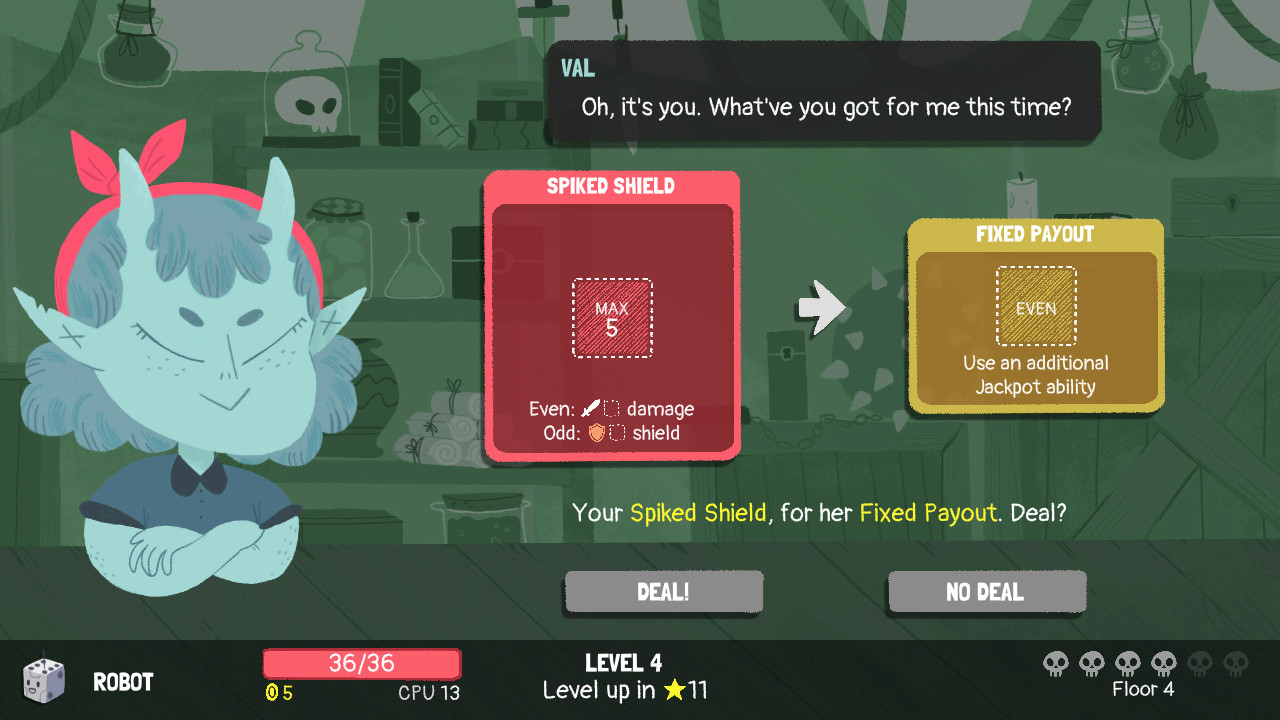 VAL
Oh, it's you. What've you got for me this time?
SPIKED SHIELD
MAX
5
Even: damage
Odd: shield
FIXED PAYOUT
EVEN
Use an additional
Jackpot ability
Your Spiked Shield, for her Fixed Payout. Deal?
DEAL!
NO DEAL
ROBOT
36/36
5
CPU 13
LEVEL 4
Level up in 11
Floor 4